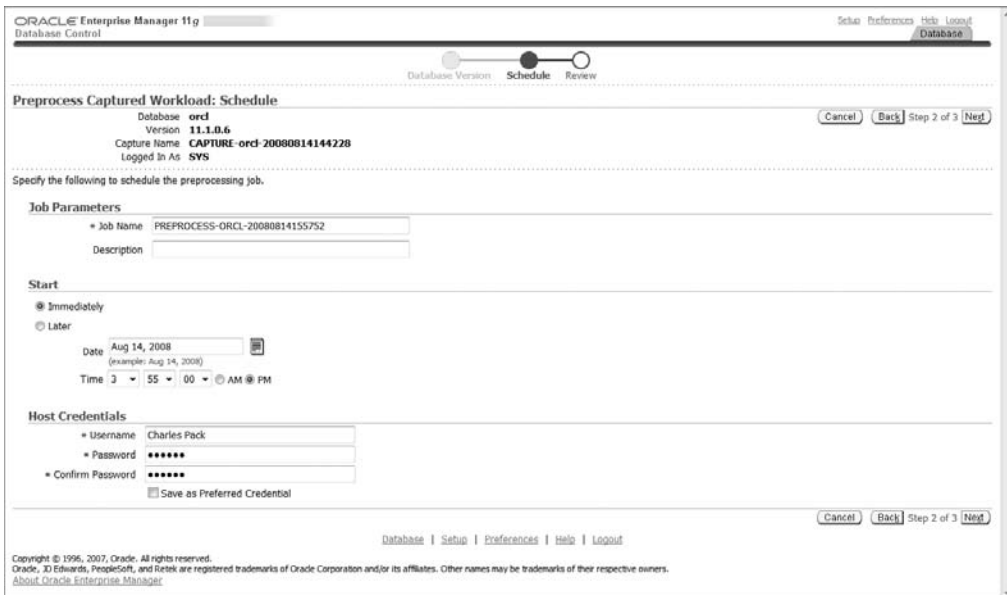 ORACLE Enterprise Manager 11g
Setup Preferences Help Logout
Database Control
Database
Database Version Schedule Review
Preprocess Captured Workload: Schedule
Database orcl
Cancel Back Step 2 of 3 Next
Version 11.1.0.6
Capture Name CAPTURE-orcl-20080814144228
Logged In As SYS
Specify the following to schedule the preprocessing job.
Job Parameters
* Job Name PREPROCESS-ORCL-20080814155752
Description
Start
Immediately
Later
Date Aug 14, 2008
(example: Aug 14, 2008)
Time 3 55 00 AM PM
Host Credentials
* Username Charles Pack
* Password ••••••
* Confirm Password ••••••
Save as Preferred Credential
Cancel Back Step 2 of 3 Next
Database | Setup | Preferences | Help | Logout
Copyright © 1996, 2007, Oracle. All rights reserved.
Oracle, JD Edwards, PeopleSoft, and Retek are registered trademarks of Oracle Corporation and/or its affiliates. Other names may be trademarks of their respective owners.
About Oracle Enterprise Manager